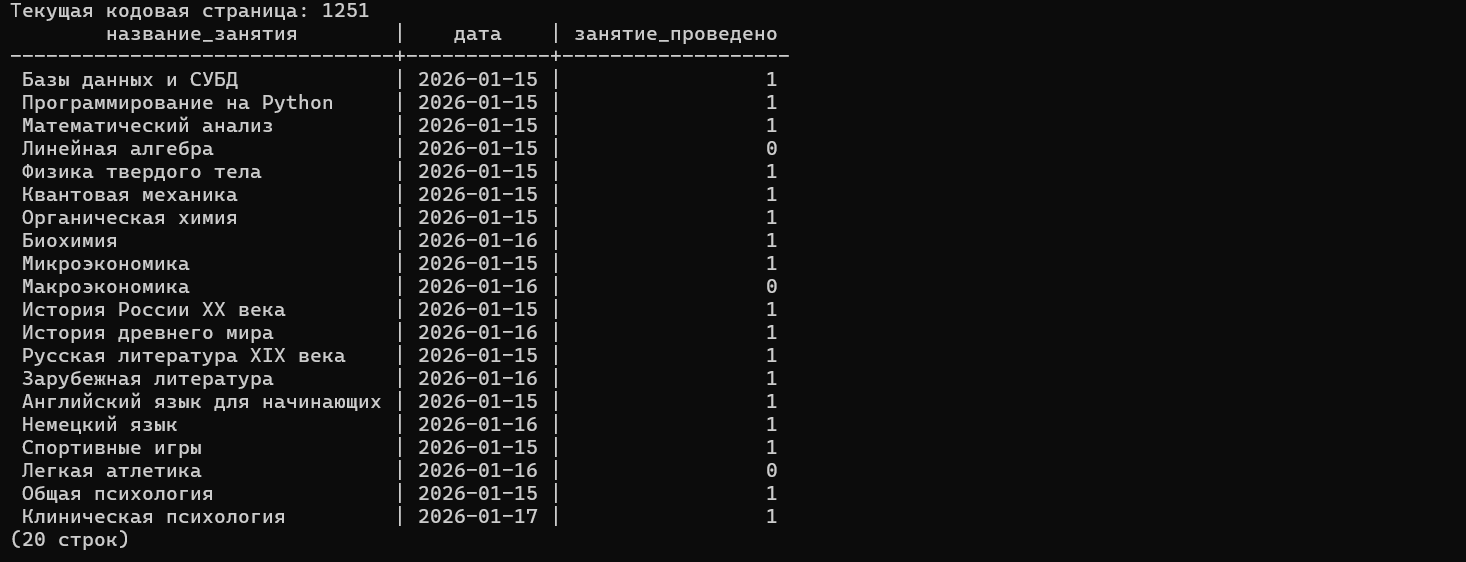 Текущая кодовая страница: 1251
        название_занятия        |    дата    | занятие_проведено
--------------------------------+------------+-------------------
 Базы данных и СУБД             | 2026-01-15 |                 1
 Программирование на Python     | 2026-01-15 |                 1
 Математический анализ          | 2026-01-15 |                 1
 Линейная алгебра               | 2026-01-15 |                 0
 Физика твердого тела           | 2026-01-15 |                 1
 Квантовая механика             | 2026-01-15 |                 1
 Органическая химия             | 2026-01-15 |                 1
 Биохимия                       | 2026-01-16 |                 1
 Микроэкономика                 | 2026-01-15 |                 1
 Макроэкономика                 | 2026-01-16 |                 0
 История России XX века         | 2026-01-15 |                 1
 История древнего мира          | 2026-01-16 |                 1
 Русская литература XIX века    | 2026-01-15 |                 1
 Зарубежная литература          | 2026-01-16 |                 1
 Английский язык для начинающих | 2026-01-15 |                 1
 Немецкий язык                  | 2026-01-16 |                 1
 Спортивные игры                | 2026-01-15 |                 1
 Легкая атлетика                | 2026-01-16 |                 0
 Общая психология               | 2026-01-15 |                 1
 Клиническая психология         | 2026-01-17 |                 1
(20 строк)